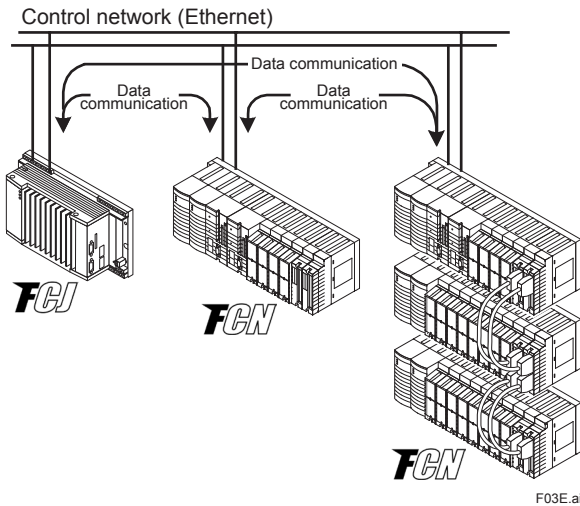 Control network (Ethernet)
Data communication
Data
communication
Data
communication
FCJ
FCN
FCN
F03E.ai